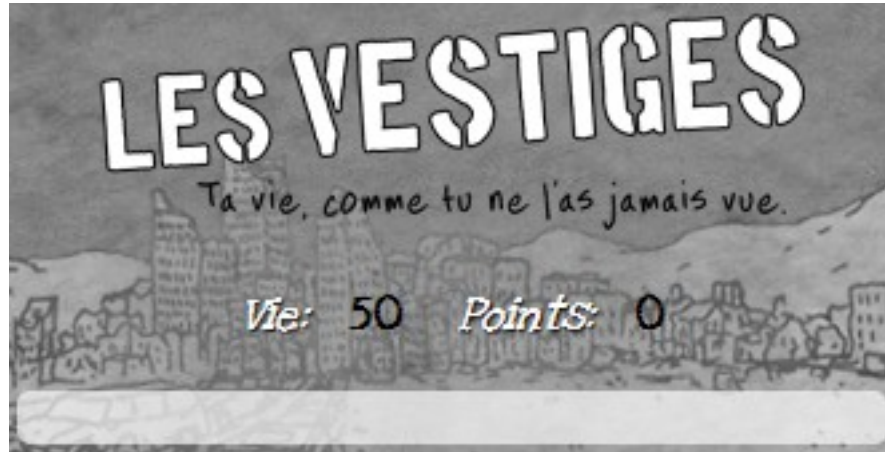 LES VESTIGES
Ta vie, comme tu ne l'as jamais vue.
Vie: 50 Points: 0